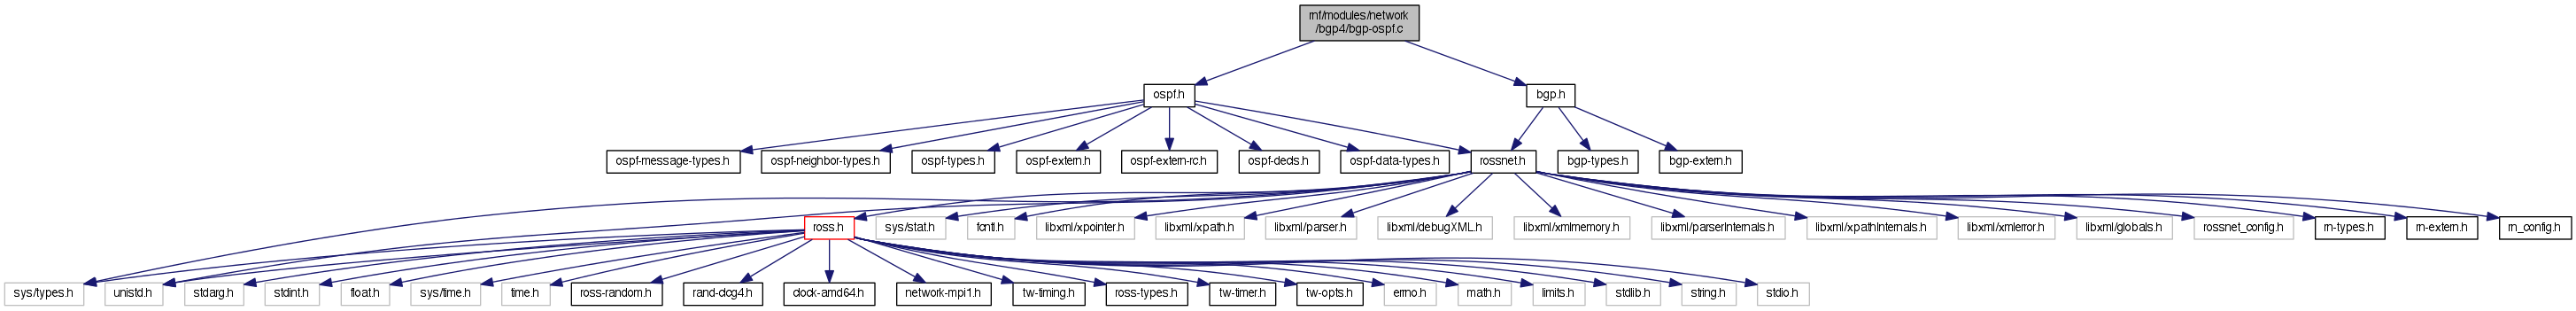 rnf/modules/network
/bgp4/bgp-ospf.c
ospf.h
bgp.h
ospf-message-types.h
ospf-neighbor-types.h
ospf-types.h
ospf-extern.h
ospf-extern-rc.h
ospf-decls.h
ospf-data-types.h
rossnet.h
bgp-types.h
bgp-extern.h
ross.h
sys/stat.h
fcntl.h
libxml/xpointer.h
libxml/xpath.h
libxml/parser.h
libxml/debugXML.h
libxml/xmlmemory.h
libxml/parserInternals.h
libxml/xpathInternals.h
libxml/xmlerror.h
libxml/globals.h
rossnet_config.h
rn-types.h
rn-extern.h
rn_config.h
sys/types.h
unistd.h
stdarg.h
stdint.h
float.h
sys/time.h
time.h
ross-random.h
rand-clcg4.h
clock-amd64.h
network-mpi1.h
tw-timing.h
ross-types.h
tw-timer.h
tw-opts.h
errno.h
math.h
limits.h
stdlib.h
string.h
stdio.h